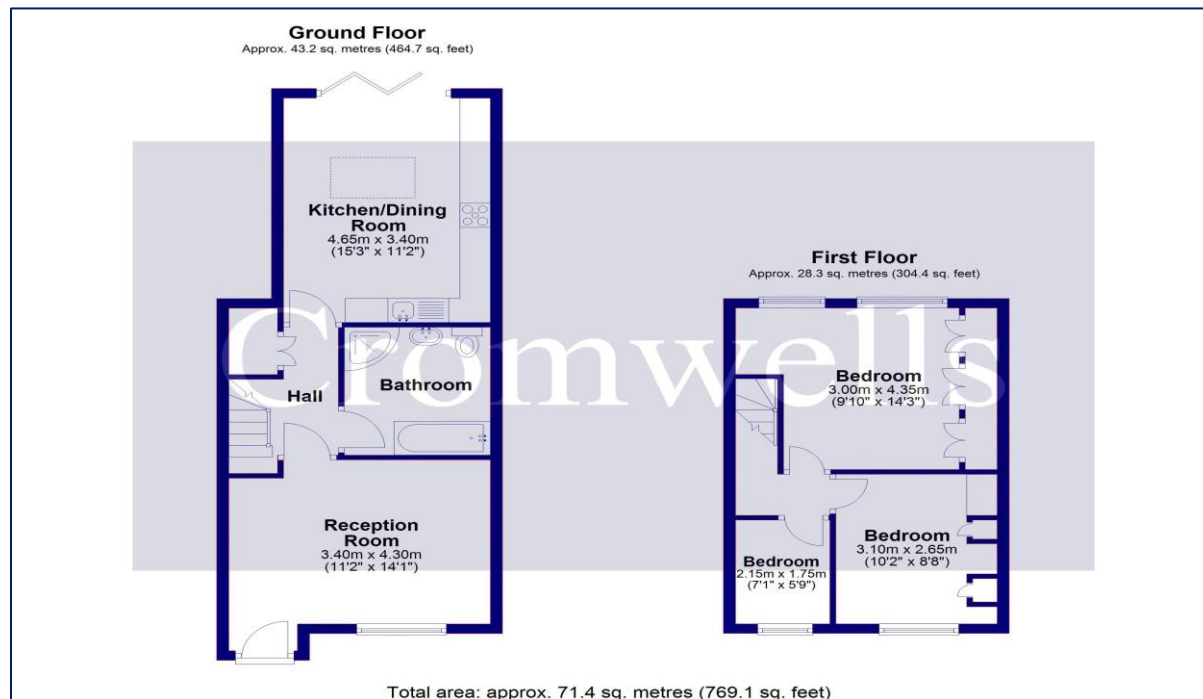 Ground Floor
Approx. 43.2 sq. metres (464.7 sq. feet)
Kitchen/Dining
Room
4.65m x 3.40m
(15'3" x 11'2")
Cromwells
Bathroom
Hall
Reception
Room
3.40m x 4.30m
(11'2" x 14'1")
First Floor
Approx. 28.3 sq. metres (304.4 sq. feet)
Bedroom
3.00m x 4.35m
(9'10" x 14'3")
Bedroom
3.10m x 2.65m
(10'2" x 8'8")
Bedroom
2.15m x 1.75m
(7'1" x 5'9")
Total area: approx. 71.4 sq. metres (769.1 sq. feet)